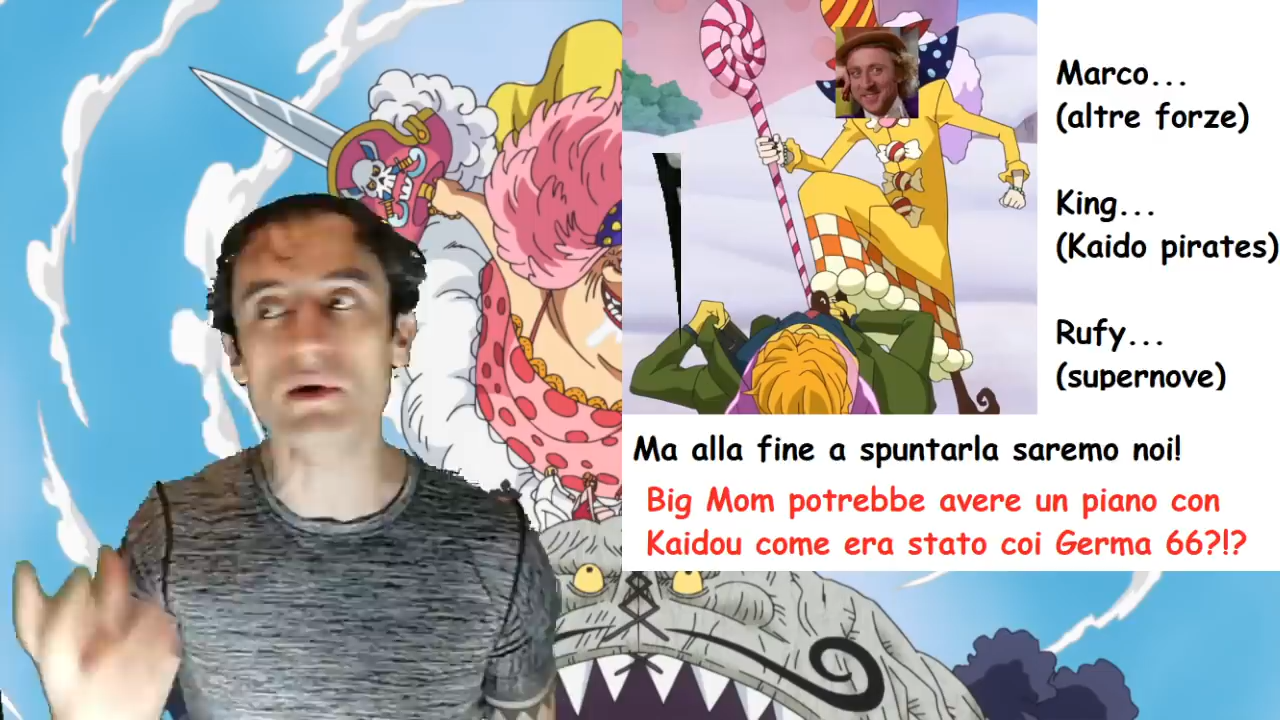 Marco...
(altre forze)
King...
(Kaido pirates)
Rufy...
(supernove)
Ma alla fine a spuntarla saremo noi!
Big Mom potrebbe avere un piano con
Kaidou come era stato coi Germa 66?!?